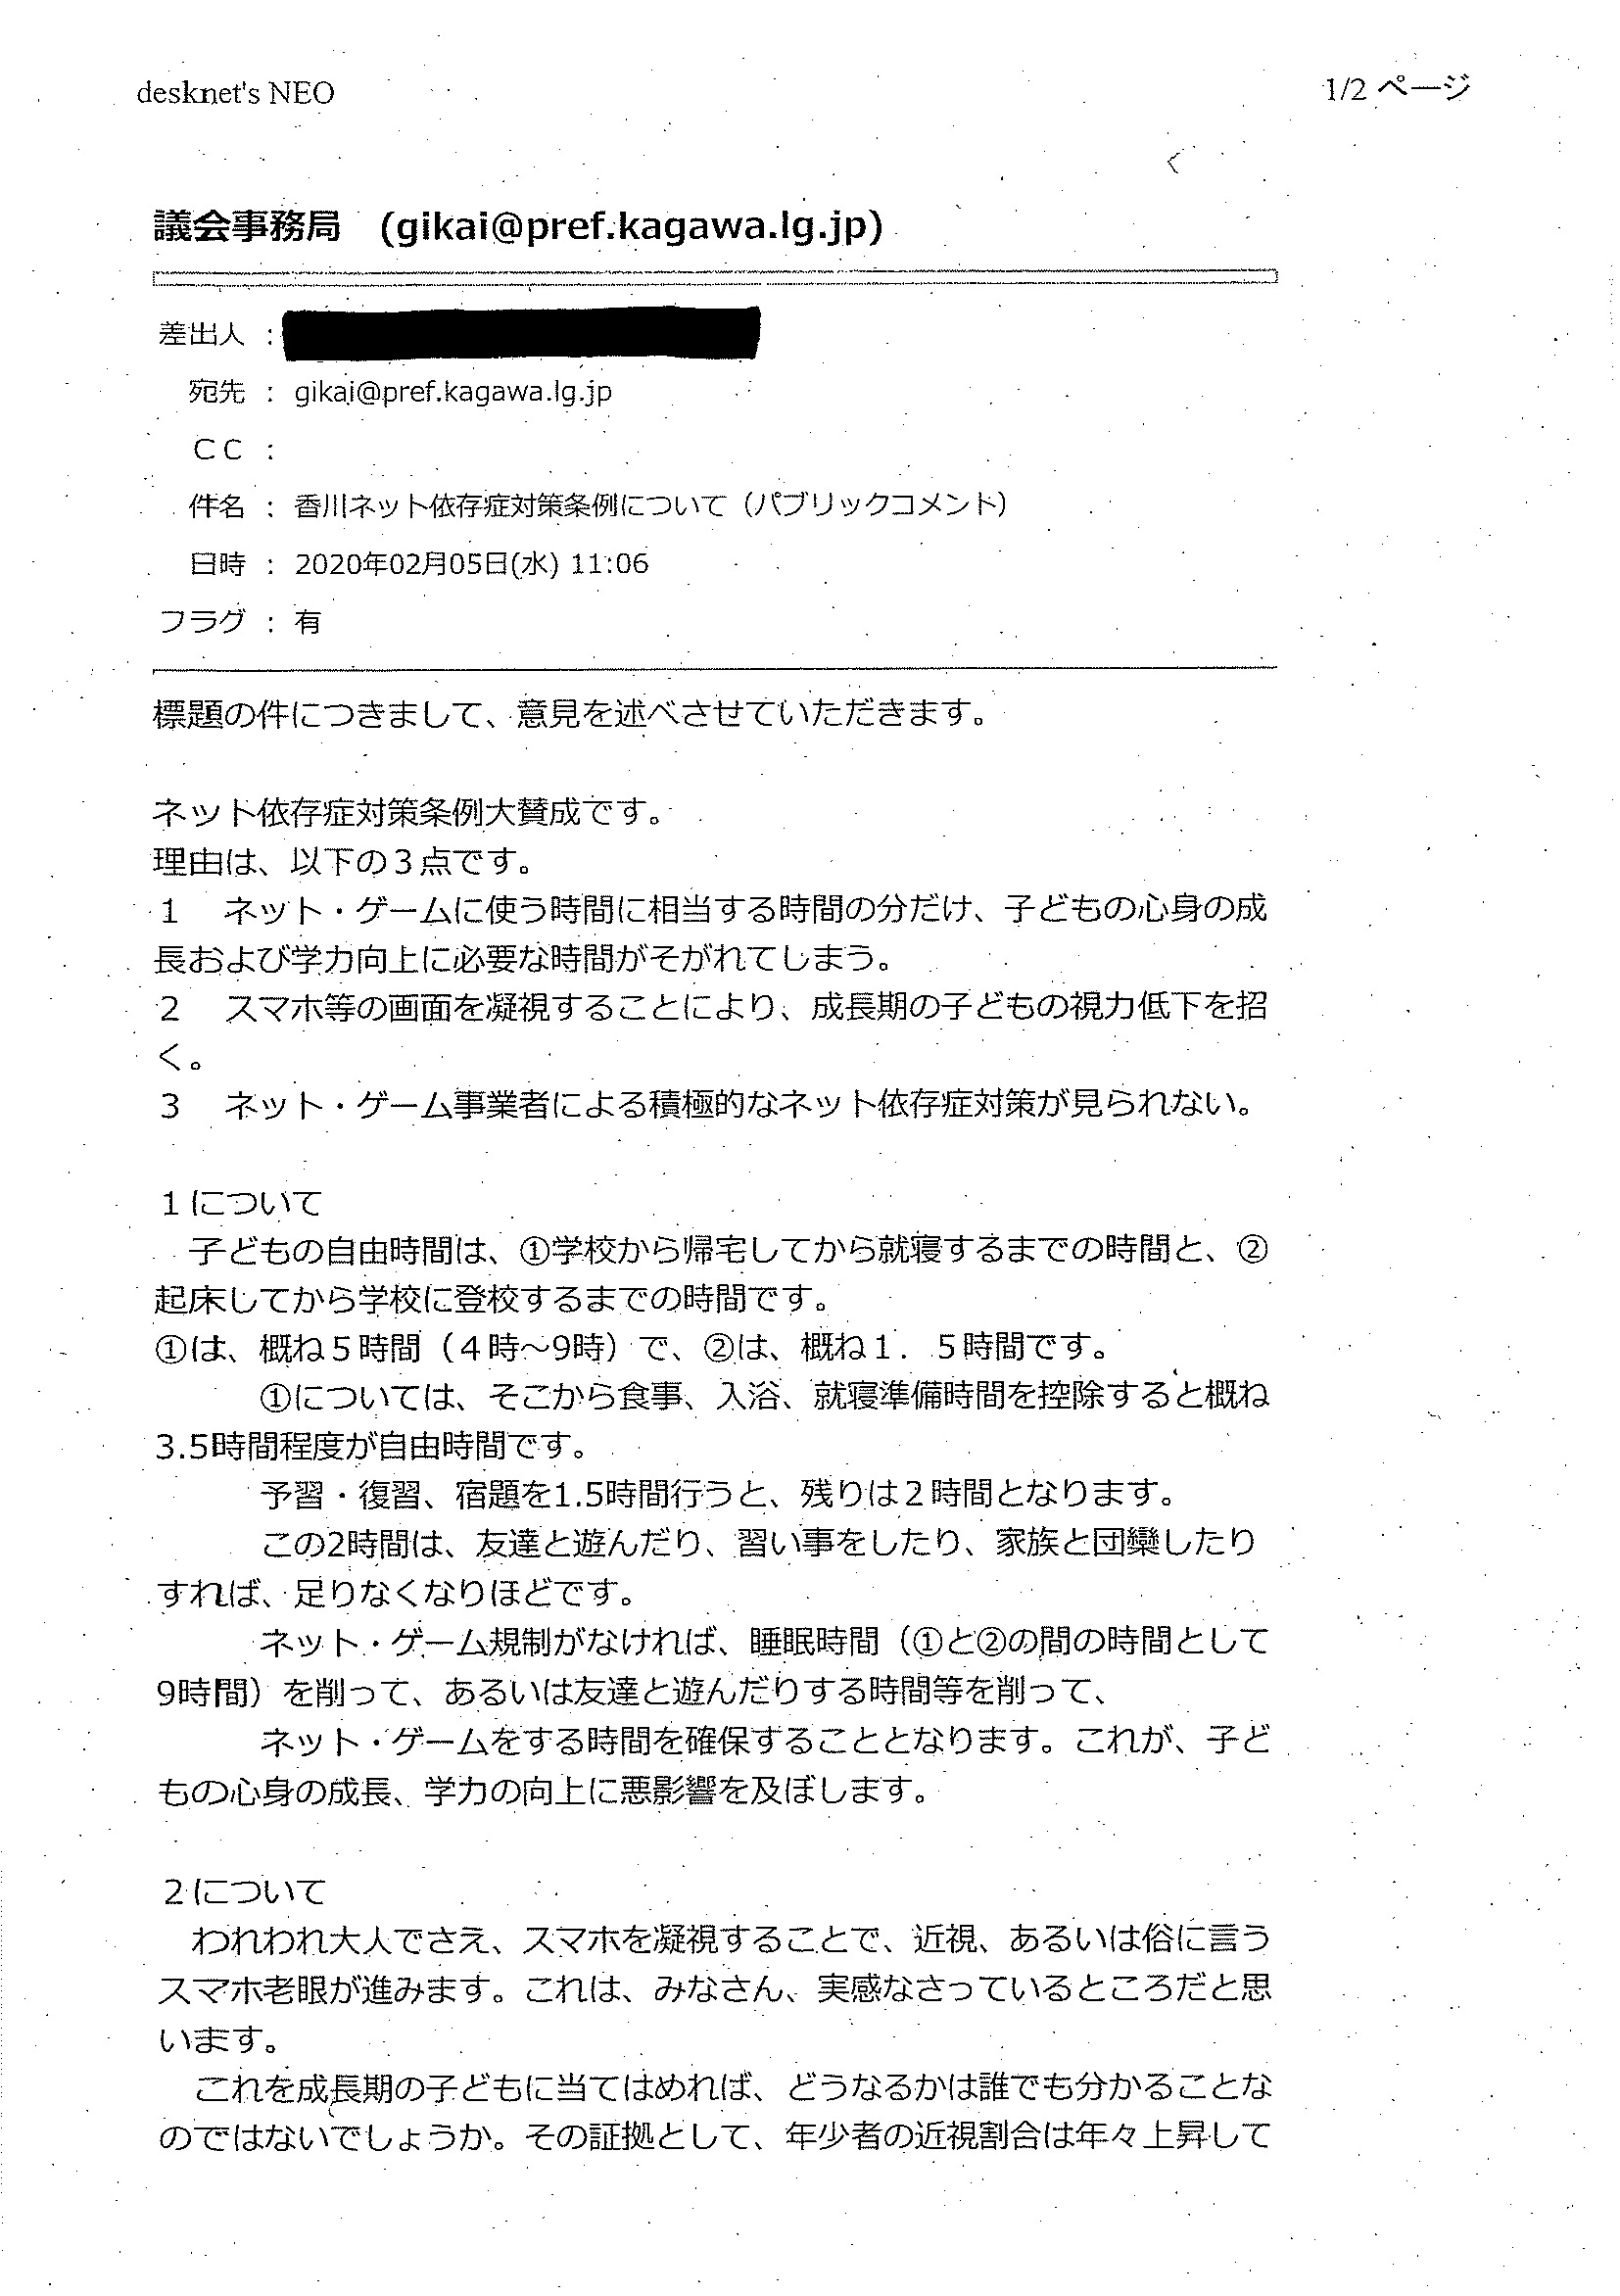 desknet's NEO
1/2 ページ
議会事務局 (gikai@pref.kagawa.lg.jp)
差出人 :
宛先 : gikai@pref.kagawa.lg.jp
CC :
件名 : 香川ネット依存症対策条例について（パブリックコメント）
日時 : 2020年02月05日(水) 11:06
フラグ : 有
標題の件につきまして、意見を述べさせていただきます。
ネット依存症対策条例大賛成です。
理由は、以下の３点です。
１　ネット・ゲームに使う時間に相当する時間の分だけ、子どもの心身の成
長および学力向上に必要な時間がそがれてしまう。
２　スマホ等の画面を凝視することにより、成長期の子どもの視力低下を招
く。
３　ネット・ゲーム事業者による積極的なネット依存症対策が見られない。
１について
　子どもの自由時間は、①学校から帰宅してから就寝するまでの時間と、②
起床してから学校に登校するまでの時間です。
①は、概ね５時間（４時～9時）で、②は、概ね１．５時間です。
　　　①については、そこから食事、入浴、就寝準備時間を控除すると概ね
3.5時間程度が自由時間です。
　　　予習・復習、宿題を1.5時間行うと、残りは２時間となります。
　　　この2時間は、友達と遊んだり、習い事をしたり、家族と団欒したり
すれば、足りなくなりほどです。
　　　ネット・ゲーム規制がなければ、睡眠時間（①と②の間の時間として
9時間）を削って、あるいは友達と遊んだりする時間等を削って、
　　　ネット・ゲームをする時間を確保することとなります。これが、子ど
もの心身の成長、学力の向上に悪影響を及ぼします。
２について
　われわれ大人でさえ、スマホを凝視することで、近視、あるいは俗に言う
スマホ老眼が進みます。これは、みなさん、実感なさっているところだと思
います。
　これを成長期の子どもに当てはめれば、どうなるかは誰でも分かることな
のではないでしょうか。その証拠として、年少者の近視割合は年々上昇して